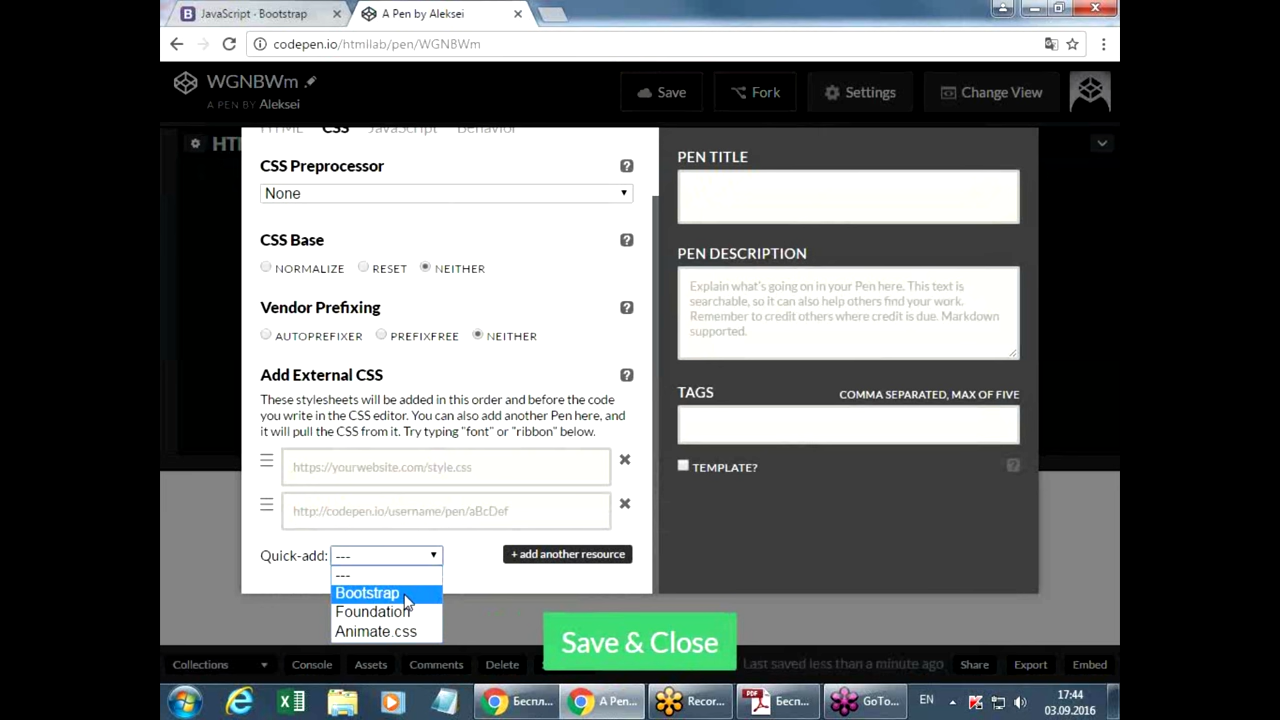 JavaScript · Bootstrap
A Pen by Aleksei
codepen.io/htmllab/pen/WGNBWm
WGNBWm
A PEN BY Aleksei
Save
Fork
Settings
Change View
HTML CSS JavaScript Behavior
CSS Preprocessor
?
None
CSS Base
?
NORMALIZE RESET NEITHER
Vendor Prefixing
?
AUTOPREFIXER PREFIXFREE NEITHER
Add External CSS
?
These stylesheets will be added in this order and before the code
you write in the CSS editor. You can also add another Pen here, and
it will pull the CSS from it. Try typing "font" or "ribbon" below.
https://yourwebsite.com/style.css
http://codepen.io/username/pen/aBcDef
Quick-add: ---
+ add another resource
---
Bootstrap
Foundation
Animate.css
PEN TITLE
PEN DESCRIPTION
Explain what's going on in your Pen here. This text is
searchable, so it can also help others find your work.
Remember to credit others where credit is due. Markdown
supported.
TAGS
COMMA SEPARATED, MAX OF FIVE
TEMPLATE?
?
Save & Close
Collections
Console
Assets
Comments
Delete
Last saved less than a minute ago
Share
Export
Embed
Беспл...
A Pen...
Recor...
PDF
Беспл...
GoTo...
EN
17:44
03.09.2016